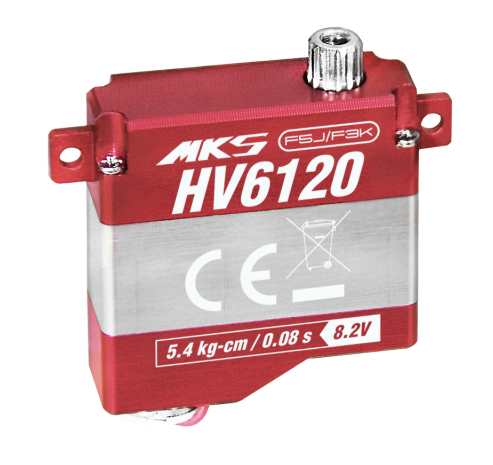 MKS F5J/F3K
HV6120
CE
5.4 kg-cm / 0.08 s 8.2V